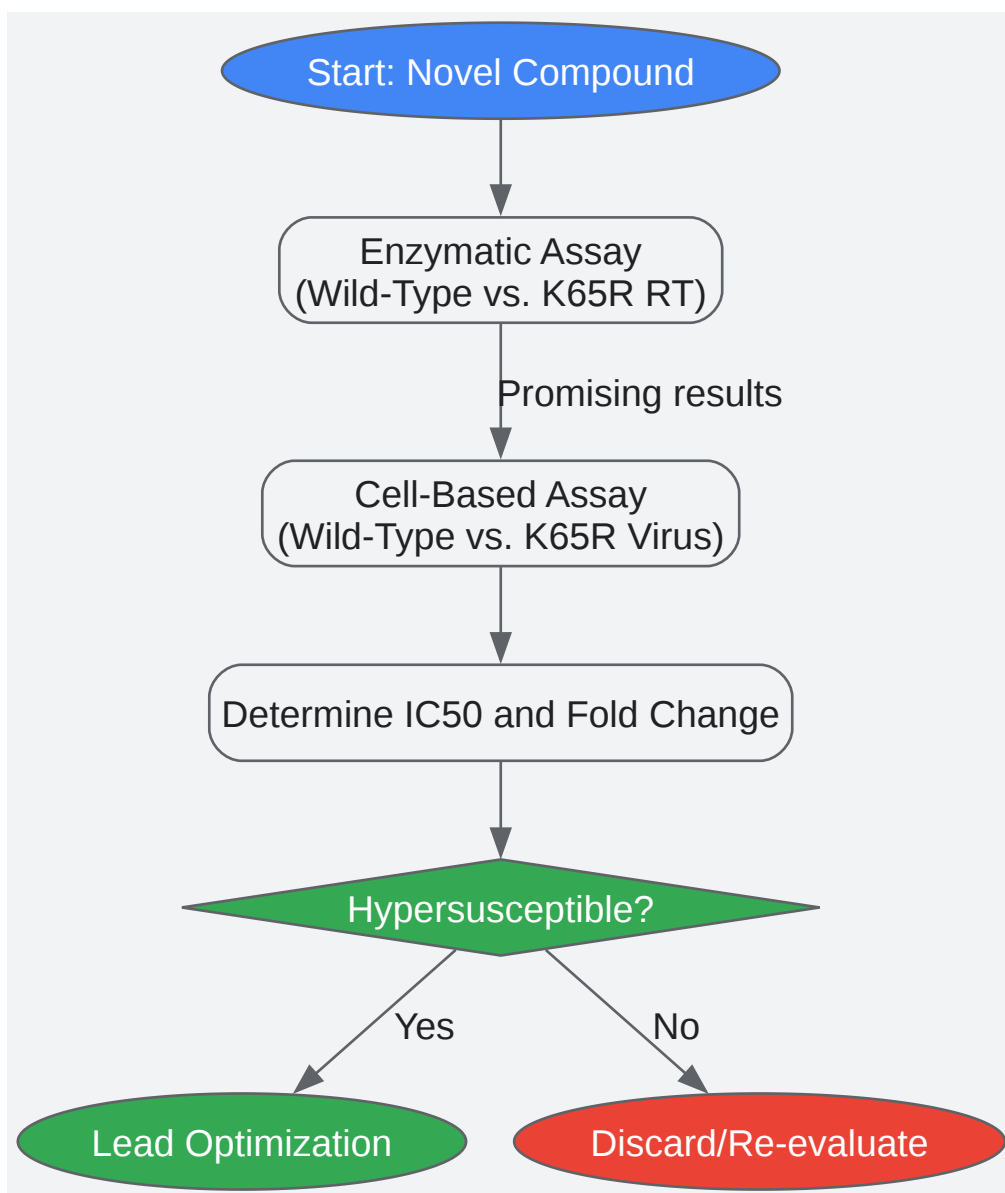 Start: Novel Compound
Enzymatic Assay
(Wild-Type vs. K65R RT)
Promising results
Cell-Based Assay
(Wild-Type vs. K65R Virus)
Determine IC50 and Fold Change
Hypersusceptible?
Yes
No
Lead Optimization
Discard/Re-evaluate